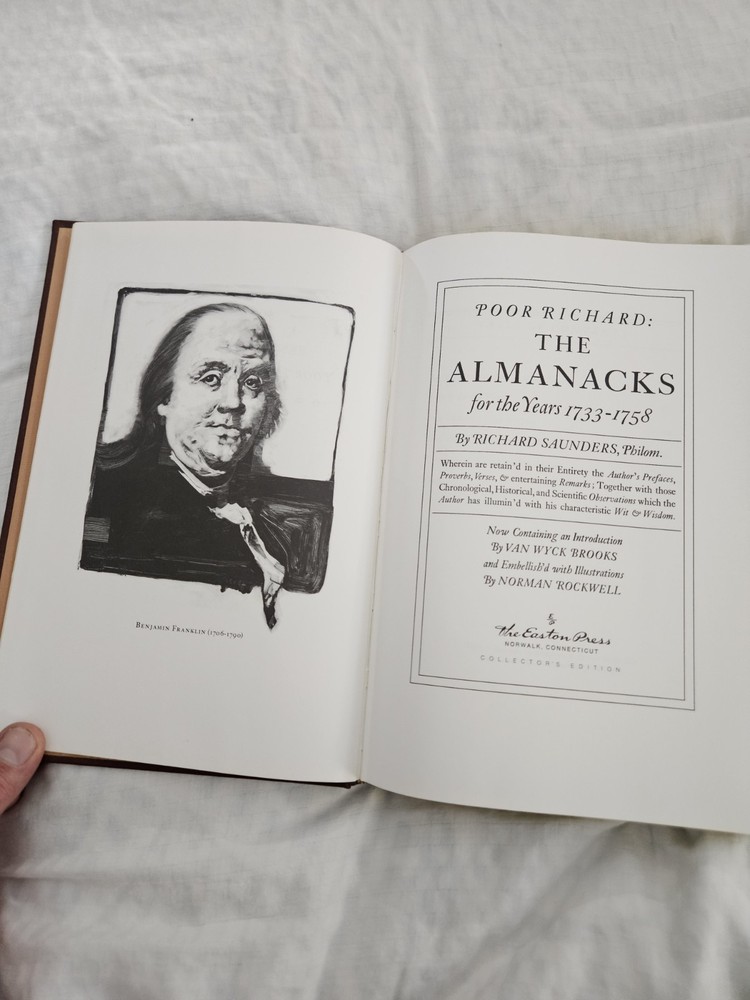 BENJAMIN FRANKLIN (1706-1790)
POOR RICHARD:
THE
ALMANACKS
for the Years 1733-1758
By RICHARD SAUNDERS, Philom.
Wherein are retain'd in their Entirety the Author's Prefaces,
Proverbs, Verses, & entertaining Remarks; Together with those
Chronological, Historical, and Scientific Observations which the
Author has illumin'd with his characteristic Wit & Wisdom.
Now Containing an Introduction
By VAN WYCK BROOKS
and Embellish'd with Illustrations
By NORMAN ROCKWELL
The Easton Press
NORWALK, CONNECTICUT
COLLECTOR'S EDITION